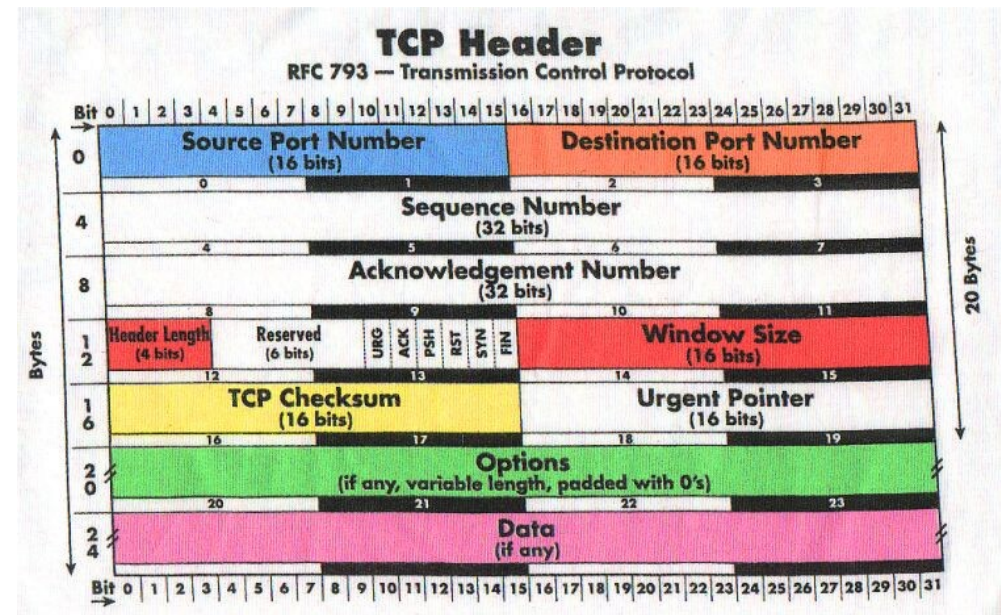 TCP Header
RFC 793 — Transmission Control Protocol
Bit 0 1 2 3 4 5 6 7 8 9 10 11 12 13 14 15 16 17 18 19 20 21 22 23 24 25 26 27 28 29 30 31
0 Source Port Number Destination Port Number
(16 bits) (16 bits)
0 1 2 3
4 Sequence Number
(32 bits)
4 5 6 7
8 Acknowledgement Number
(32 bits)
8 9 10 11
12 Header Length Reserved URG ACK PSH RST SYN FIN Window Size
(4 bits) (6 bits) (16 bits)
12 13 14 15
16 TCP Checksum Urgent Pointer
(16 bits) (16 bits)
16 17 18 19
20 Options
(if any, variable length, padded with 0's)
20 21 22 23
24 Data
(if any)
Bit 0 1 2 3 4 5 6 7 8 9 10 11 12 13 14 15 16 17 18 19 20 21 22 23 24 25 26 27 28 29 30 31
Bytes
20 Bytes